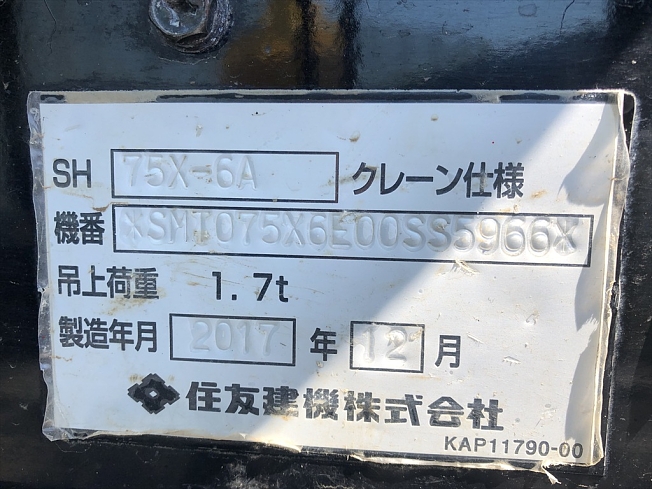 SH 75X-6A クレーン仕様
機番 *SMT075X6E00SS5966*
吊上荷重 1.7t
製造年月 2017 年 12 月
住友建機株式会社
KAP11790-00